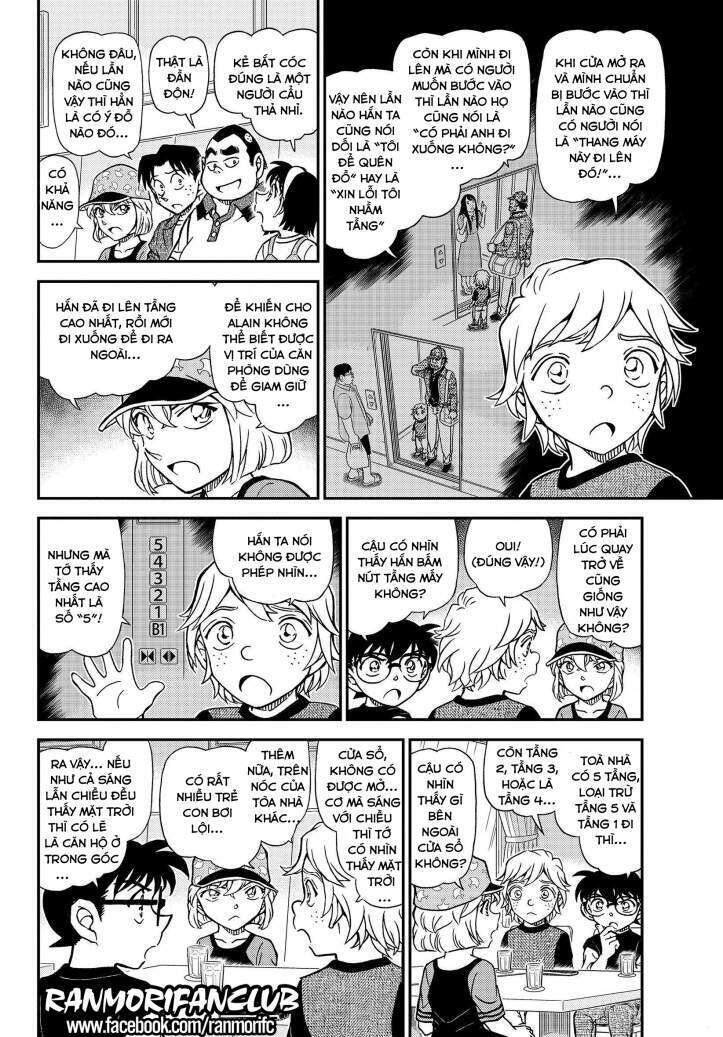 KHI CỬA MỞ RA
VÀ MÌNH CHUẨN
BỊ BƯỚC VÀO THÌ
LẦN NÀO CŨNG
CÓ NGƯỜI NÓI
LÀ “THANG MÁY
NÀY ĐI LÊN
ĐÓ!”...
CÒN KHI MÌNH ĐI
LÊN MÀ CÓ NGƯỜI
MUỐN BƯỚC VÀO
THÌ LẦN NÀO HỌ
CŨNG NÓI LÀ
“CÓ PHẢI ANH ĐI
XUỐNG KHÔNG?”
...
VẬY NÊN LẦN
NÀO HẮN TA
CŨNG NÓI
DỐI LÀ “TÔI
ĐỂ QUÊN
ĐỒ” HAY LÀ
“XIN LỖI TÔI
NHẦM
TẦNG”
KẺ BẮT CÓC
ĐÚNG LÀ MỘT
NGƯỜI CẨU
THẢ NHỈ.
THẬT LÀ
ĐẦN
ĐỘN!
KHÔNG ĐÂU,
NẾU LẦN
NÀO CŨNG
VẬY THÌ HẲN
LÀ CÓ Ý ĐỒ
NÀO ĐÓ...
CÓ
KHẢ
NĂNG
...
ĐỂ KHIẾN CHO
ALAIN KHÔNG
THỂ BIẾT ĐƯỢC
VỊ TRÍ CỦA CĂN
PHÒNG DÙNG
ĐỂ GIAM GIỮ
...
HẮN ĐÃ ĐI LÊN TẦNG
CAO NHẤT, RỒI MỚI
ĐI XUỐNG ĐỂ ĐI RA
NGOÀI...
CÓ PHẢI
LÚC QUAY
TRỞ VỀ
CŨNG
GIỐNG
NHƯ VẬY
KHÔNG?
OUI!
(ĐÚNG VẬY!)
CẬU CÓ NHÌN
THẤY HẮN BẤM
NÚT TẦNG MẤY
KHÔNG?
HẮN TA NÓI
KHÔNG ĐƯỢC
PHÉP NHÌN...
5
4
3
2
1
B1
NHƯNG MÀ
TỚ THẤY
TẦNG CAO
NHẤT LÀ
SỐ “5”!
TOÀ NHÀ
CÓ 5 TẦNG,
LOẠI TRỪ
TẦNG 5 VÀ
TẦNG 1 ĐI
THÌ...
CÒN TẦNG
2, TẦNG 3,
HOẶC LÀ
TẦNG 4...
CẬU CÓ
NHÌN
THẤY GÌ
BÊN
NGOÀI
CỬA SỔ
KHÔNG?
CỬA SỔ,
KHÔNG CÓ
ĐƯỢC MỞ...
CƠ MÀ SÁNG
VỚI CHIỀU
THÌ TỚ
CÓ NHÌN
THẤY MẶT
TRỜI
...
THÊM
NỮA, TRÊN
NÓC CỦA
TÒA NHÀ
KHÁC...
CÓ RẤT
NHIỀU TRẺ
CON BƠI
LỘI...
RA VẬY... NẾU
NHƯ CẢ SÁNG
LẪN CHIỀU ĐỀU
THẤY MẶT TRỜI
THÌ CÓ LẼ
LÀ CĂN HỘ Ở
TRONG GÓC
...
RANMORIFANCLUB
www.facebook.com/ranmorifc